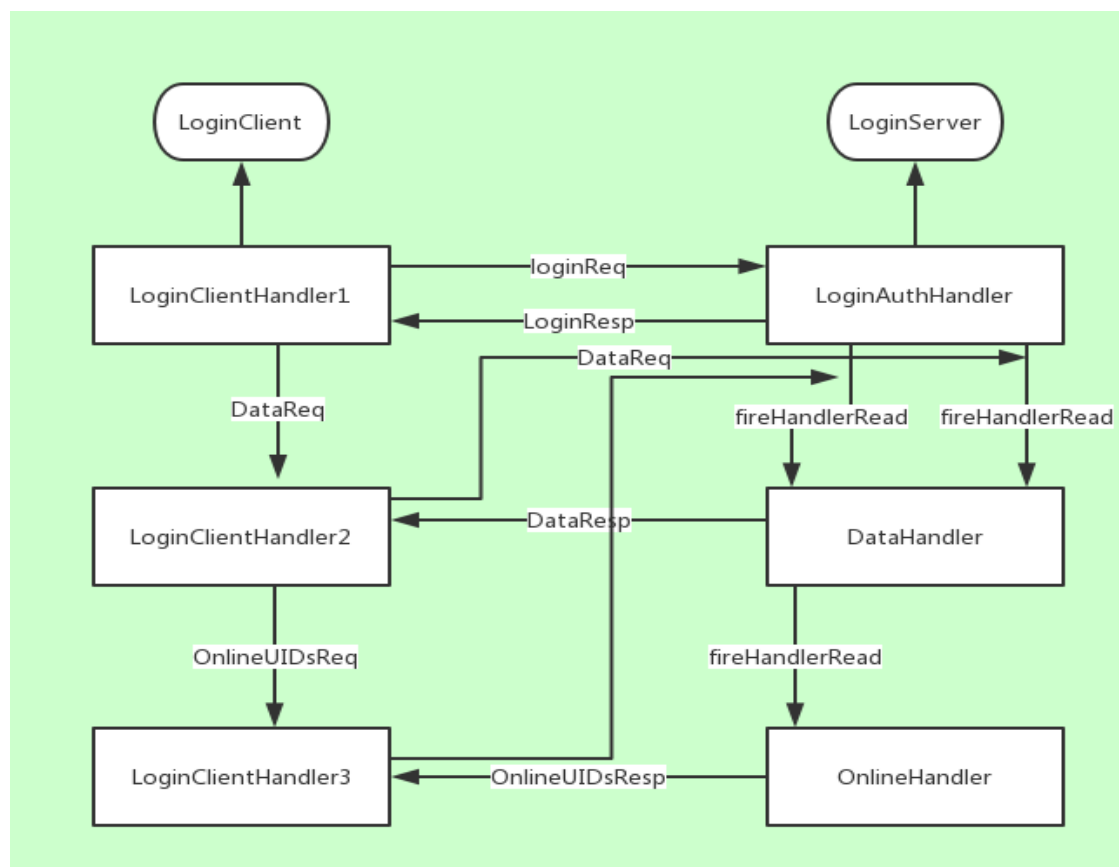 LoginClient
LoginServer
LoginClientHandler1
loginReq
LoginAuthHandler
LoginResp
DataReq
DataReq
fireHandlerRead
fireHandlerRead
LoginClientHandler2
DataResp
DataHandler
OnlineUIDsReq
fireHandlerRead
LoginClientHandler3
OnlineUIDsResp
OnlineHandler